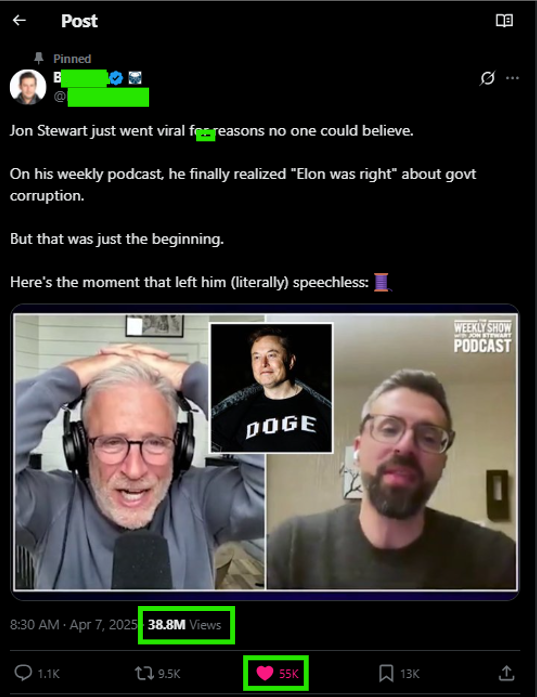 Post
Pinned
B
@
Jon Stewart just went viral for reasons no one could believe.
On his weekly podcast, he finally realized "Elon was right" about govt
corruption.
But that was just the beginning.
Here's the moment that left him (literally) speechless:
THE
WEEKLY SHOW
WITH JON STEWART
PODCAST
DOGE
8:30 AM · Apr 7, 2025 · 38.8M Views
1.1K 9.5K 55K 13K